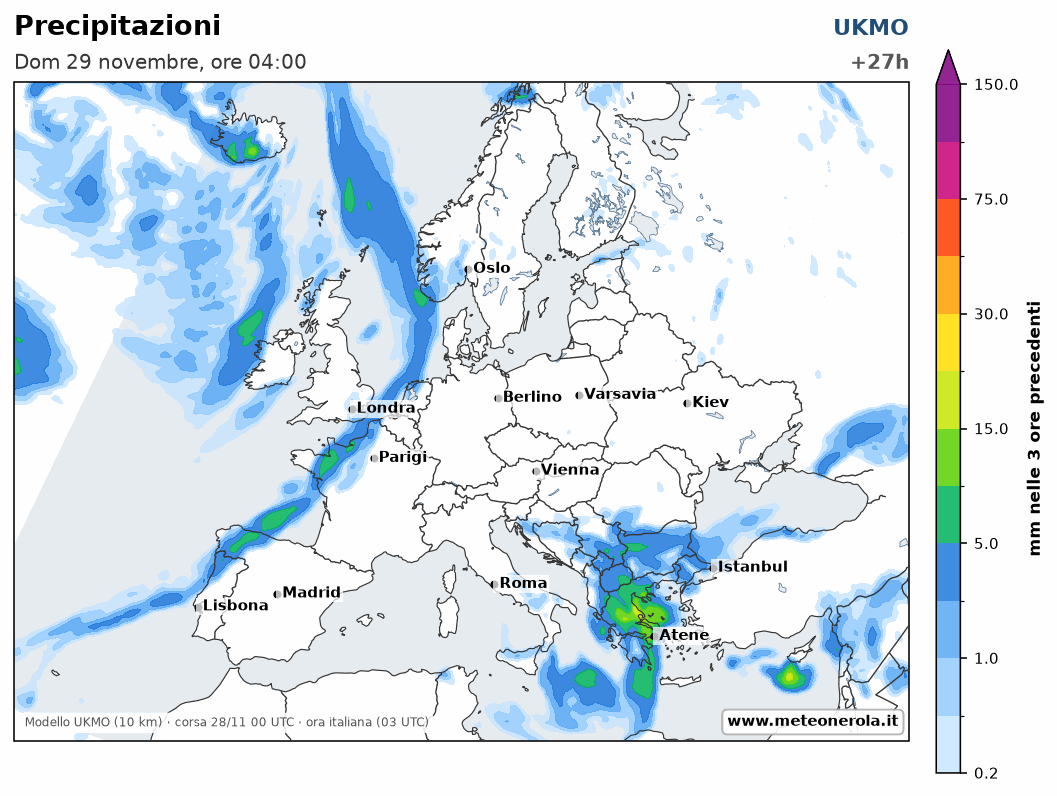 Precipitazioni
UKMO
Dom 29 novembre, ore 04:00
+27h
150.0
75.0
30.0
15.0
5.0
1.0
0.2
mm nelle 3 ore precedenti
Oslo
Berlino
Varsavia
Kiev
Londra
Parigi
Vienna
Istanbul
Roma
Madrid
Lisbona
Atene
Modello UKMO (10 km) · corsa 28/11 00 UTC · ora italiana (03 UTC)
www.meteonerola.it